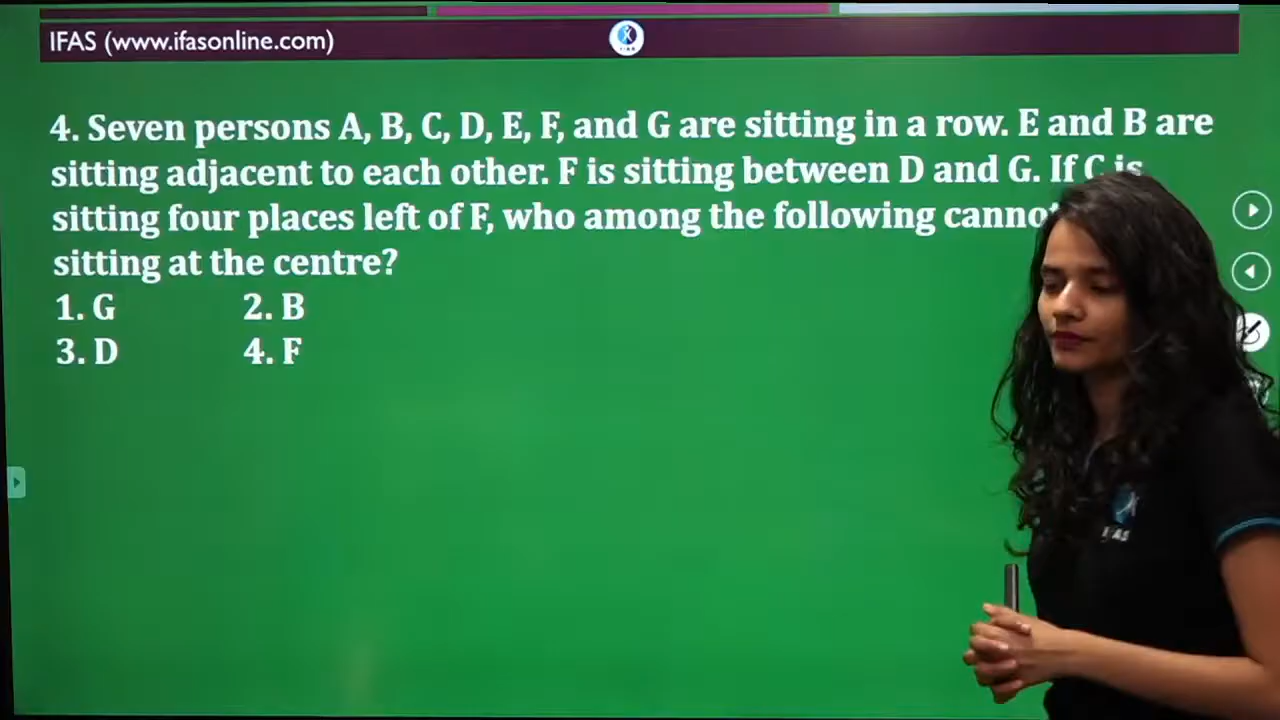 IFAS (www.ifasonline.com)
4. Seven persons A, B, C, D, E, F, and G are sitting in a row. E and B are
sitting adjacent to each other. F is sitting between D and G. If C is
sitting four places left of F, who among the following
sitting at the centre?
1. G 2. B
3. D 4. F